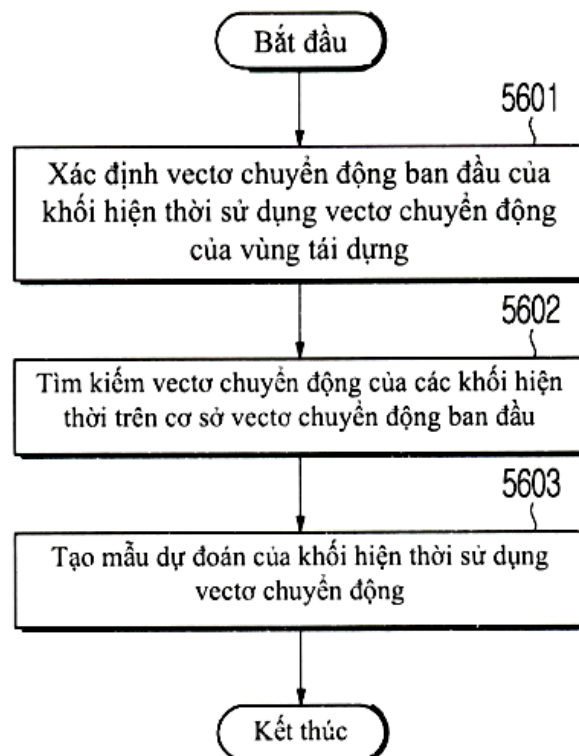 Bắt đầu
5601
Xác định vectơ chuyển động ban đầu của
khối hiện thời sử dụng vectơ chuyển động
của vùng tái dựng
5602
Tìm kiếm vectơ chuyển động của các khối hiện
thời trên cơ sở vectơ chuyển động ban đầu
5603
Tạo mẫu dự đoán của khối hiện thời sử dụng
vectơ chuyển động
Kết thúc